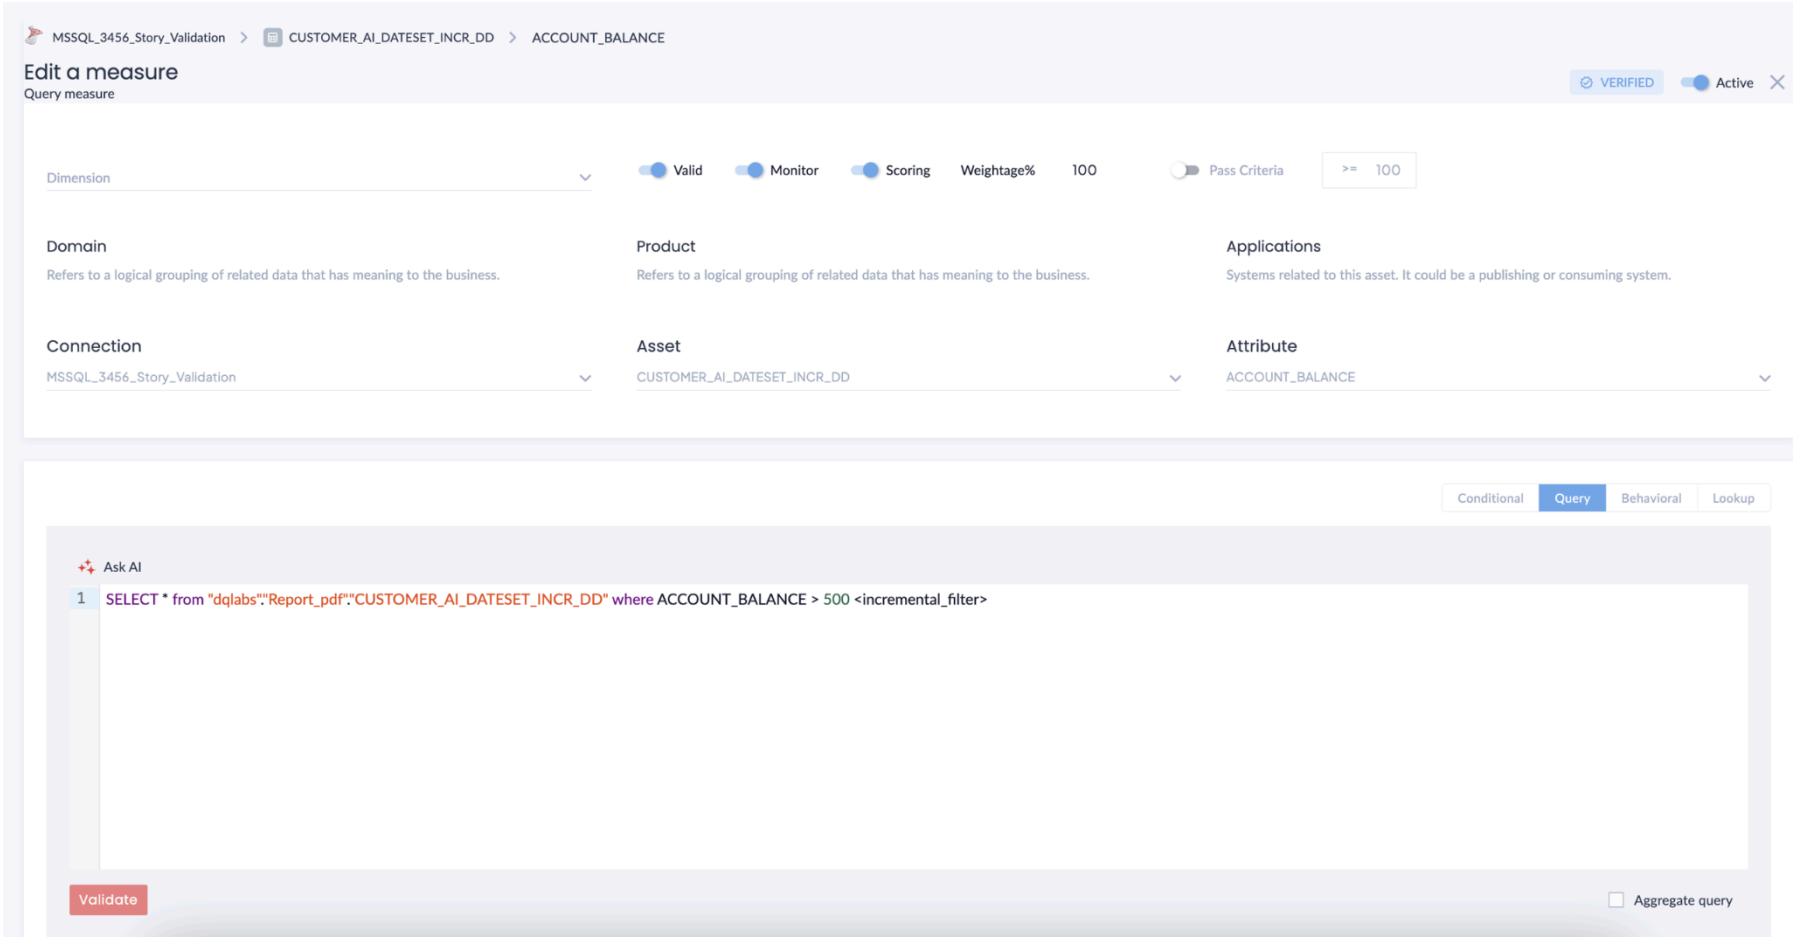 MSSQL_3456_Story_Validation > CUSTOMER_AI_DATESET_INCR_DD > ACCOUNT_BALANCE
Edit a measure
Query measure
VERIFIED
Active
Dimension
Valid
Monitor
Scoring
Weightage%
100
Pass Criteria
>= 100
Domain
Refers to a logical grouping of related data that has meaning to the business.
Product
Refers to a logical grouping of related data that has meaning to the business.
Applications
Systems related to this asset. It could be a publishing or consuming system.
Connection
MSSQL_3456_Story_Validation
Asset
CUSTOMER_AI_DATESET_INCR_DD
Attribute
ACCOUNT_BALANCE
Conditional
Query
Behavioral
Lookup
Ask AI
1 SELECT * from "dqlabs"."Report_pdf"."CUSTOMER_AI_DATESET_INCR_DD" where ACCOUNT_BALANCE > 500 <incremental_filter>
Validate
Aggregate query